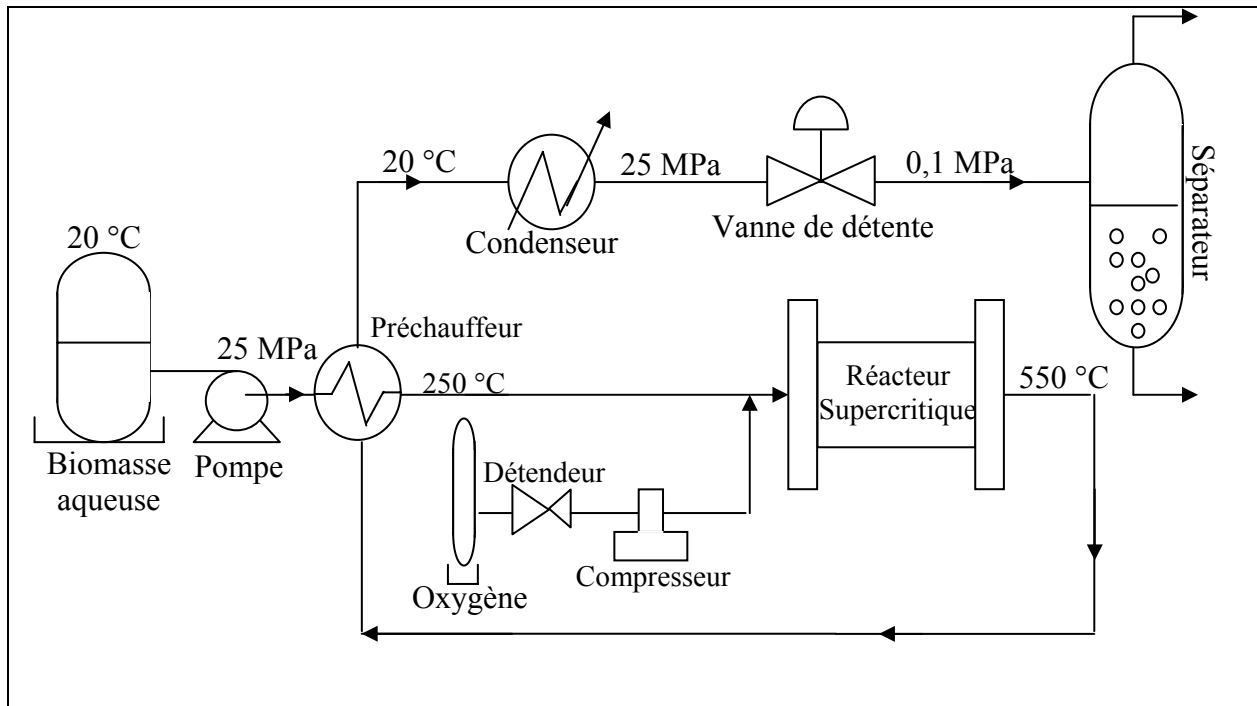 20 °C
25 MPa
0,1 MPa
Condenseur
Vanne de détente
Séparateur
20 °C
Préchauffeur
25 MPa
250 °C
Réacteur
Supercritique
550 °C
Biomasse
aqueuse
Pompe
Détendeur
Compresseur
Oxygène